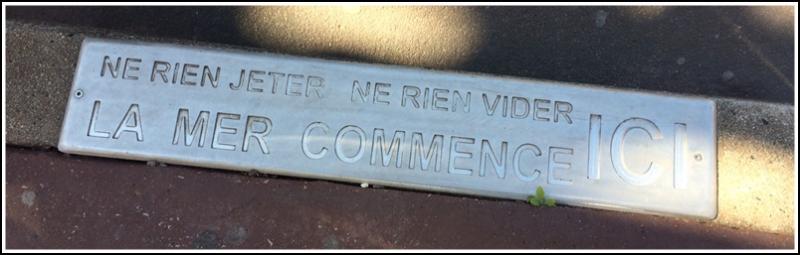 NE RIEN JETER NE RIEN VIDER
LA MER COMMENCE ICI